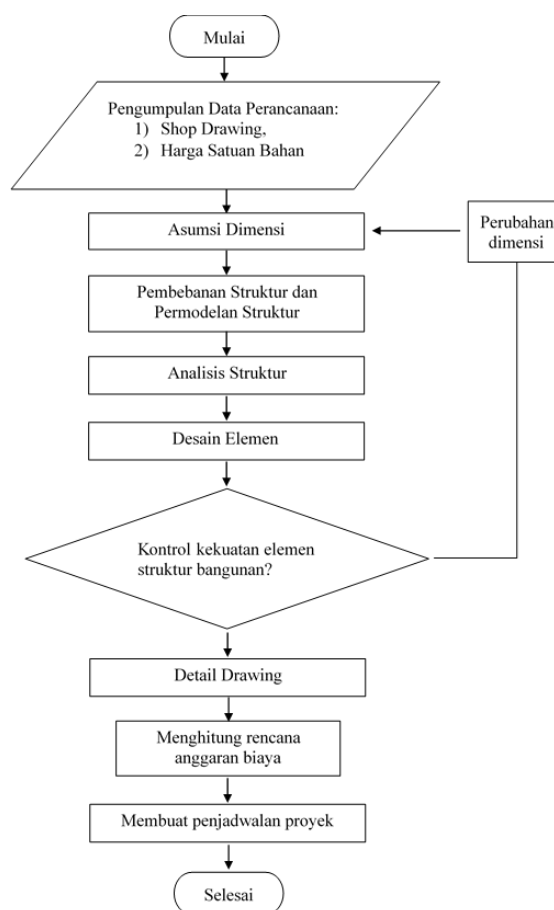 Mulai
Pengumpulan Data Perancanaan:
1) Shop Drawing,
2) Harga Satuan Bahan
Asumsi Dimensi
Perubahan
dimensi
Pembebanan Struktur dan
Permodelan Struktur
Analisis Struktur
Desain Elemen
Kontrol kekuatan elemen
struktur bangunan?
Detail Drawing
Menghitung rencana
anggaran biaya
Membuat penjadwalan proyek
Selesai